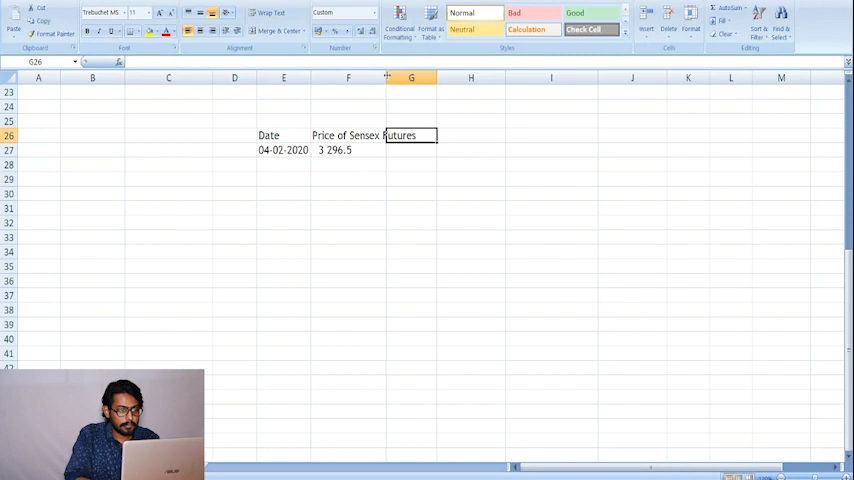 Cut
Copy
Paste
Format Painter
Clipboard
Trebuchet MS
11
B
U
A
Font
Wrap Text
Merge & Center
Alignment
Custom
%
Number
Conditional Formatting
Format as Table
Normal
Bad
Good
Neutral
Calculation
Check Cell
Styles
Insert
Delete
Format
Cells
Σ AutoSum
Fill
Clear
Sort & Filter
Find & Select
Editing
G26
fx
A B C D E F G H I J K L M
23
24
25
26 Date Price of Sensex Futures
27 04-02-2020 3 296.5
28
29
30
31
32
33
34
35
36
37
38
39
40
41
42
ASUS